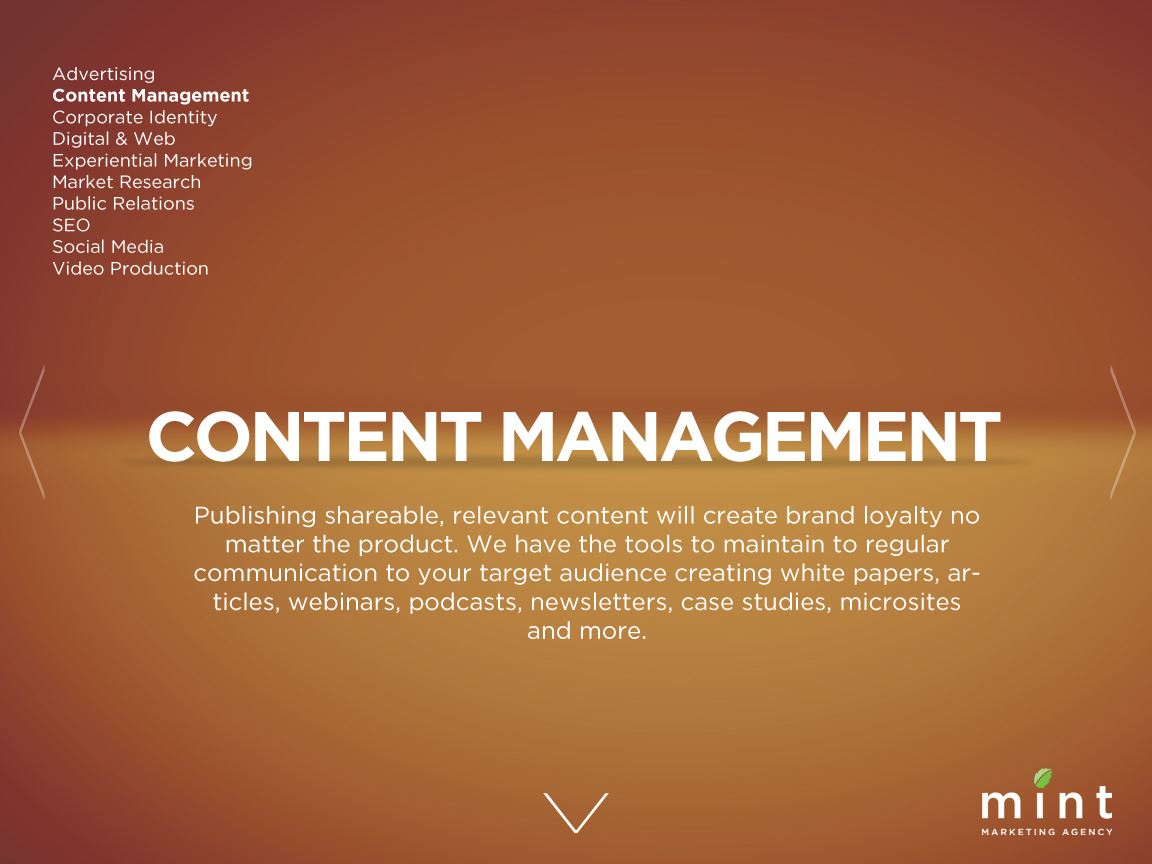 Advertising
Content Management
Corporate Identity
Digital & Web
Experiential Marketing
Market Research
Public Relations
SEO
Social Media
Video Production
CONTENT MANAGEMENT
Publishing shareable, relevant content will create brand loyalty no
matter the product. We have the tools to maintain to regular
communication to your target audience creating white papers, ar-
ticles, webinars, podcasts, newsletters, case studies, microsites
and more.
mint
MARKETING AGENCY